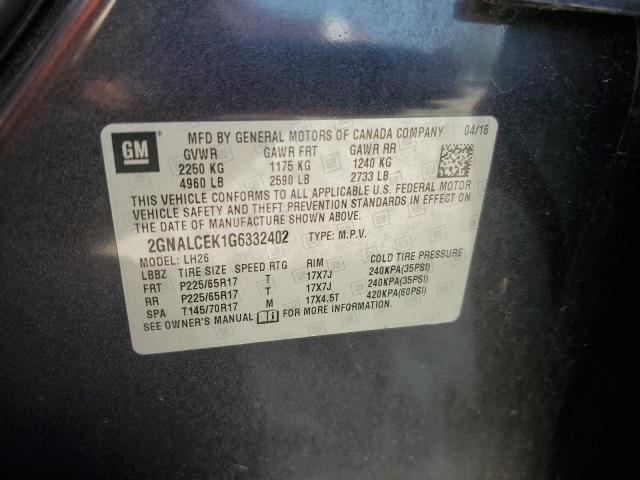 GM
MFD BY GENERAL MOTORS OF CANADA COMPANY 04/16
GVWR GAWR FRT GAWR RR
2250 KG 1175 KG 1240 KG
4960 LB 2590 LB 2733 LB
THIS VEHICLE CONFORMS TO ALL APPLICABLE U.S. FEDERAL MOTOR
VEHICLE SAFETY AND THEFT PREVENTION STANDARDS IN EFFECT ON
THE DATE OF MANUFACTURE SHOWN ABOVE.
2GNALCEK1G6332402 TYPE: M.P.V.
MODEL: LH26
LBBZ TIRE SIZE SPEED RTG RIM COLD TIRE PRESSURE
FRT P225/65R17 T 17X7J 240KPA(35PSI)
RR P225/65R17 T 17X7J 240KPA(35PSI)
SPA T145/70R17 M 17X4.5T 420KPA(60PSI)
SEE OWNER'S MANUAL FOR MORE INFORMATION.